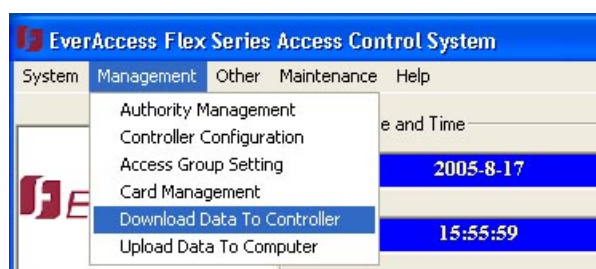 EverAccess Flex Series Access Control System
System Management Other Maintenance Help
Authority Management
Controller Configuration
Access Group Setting
Card Management
Download Data To Controller
Upload Data To Computer
e and Time
2005-8-17
15:55:59
E